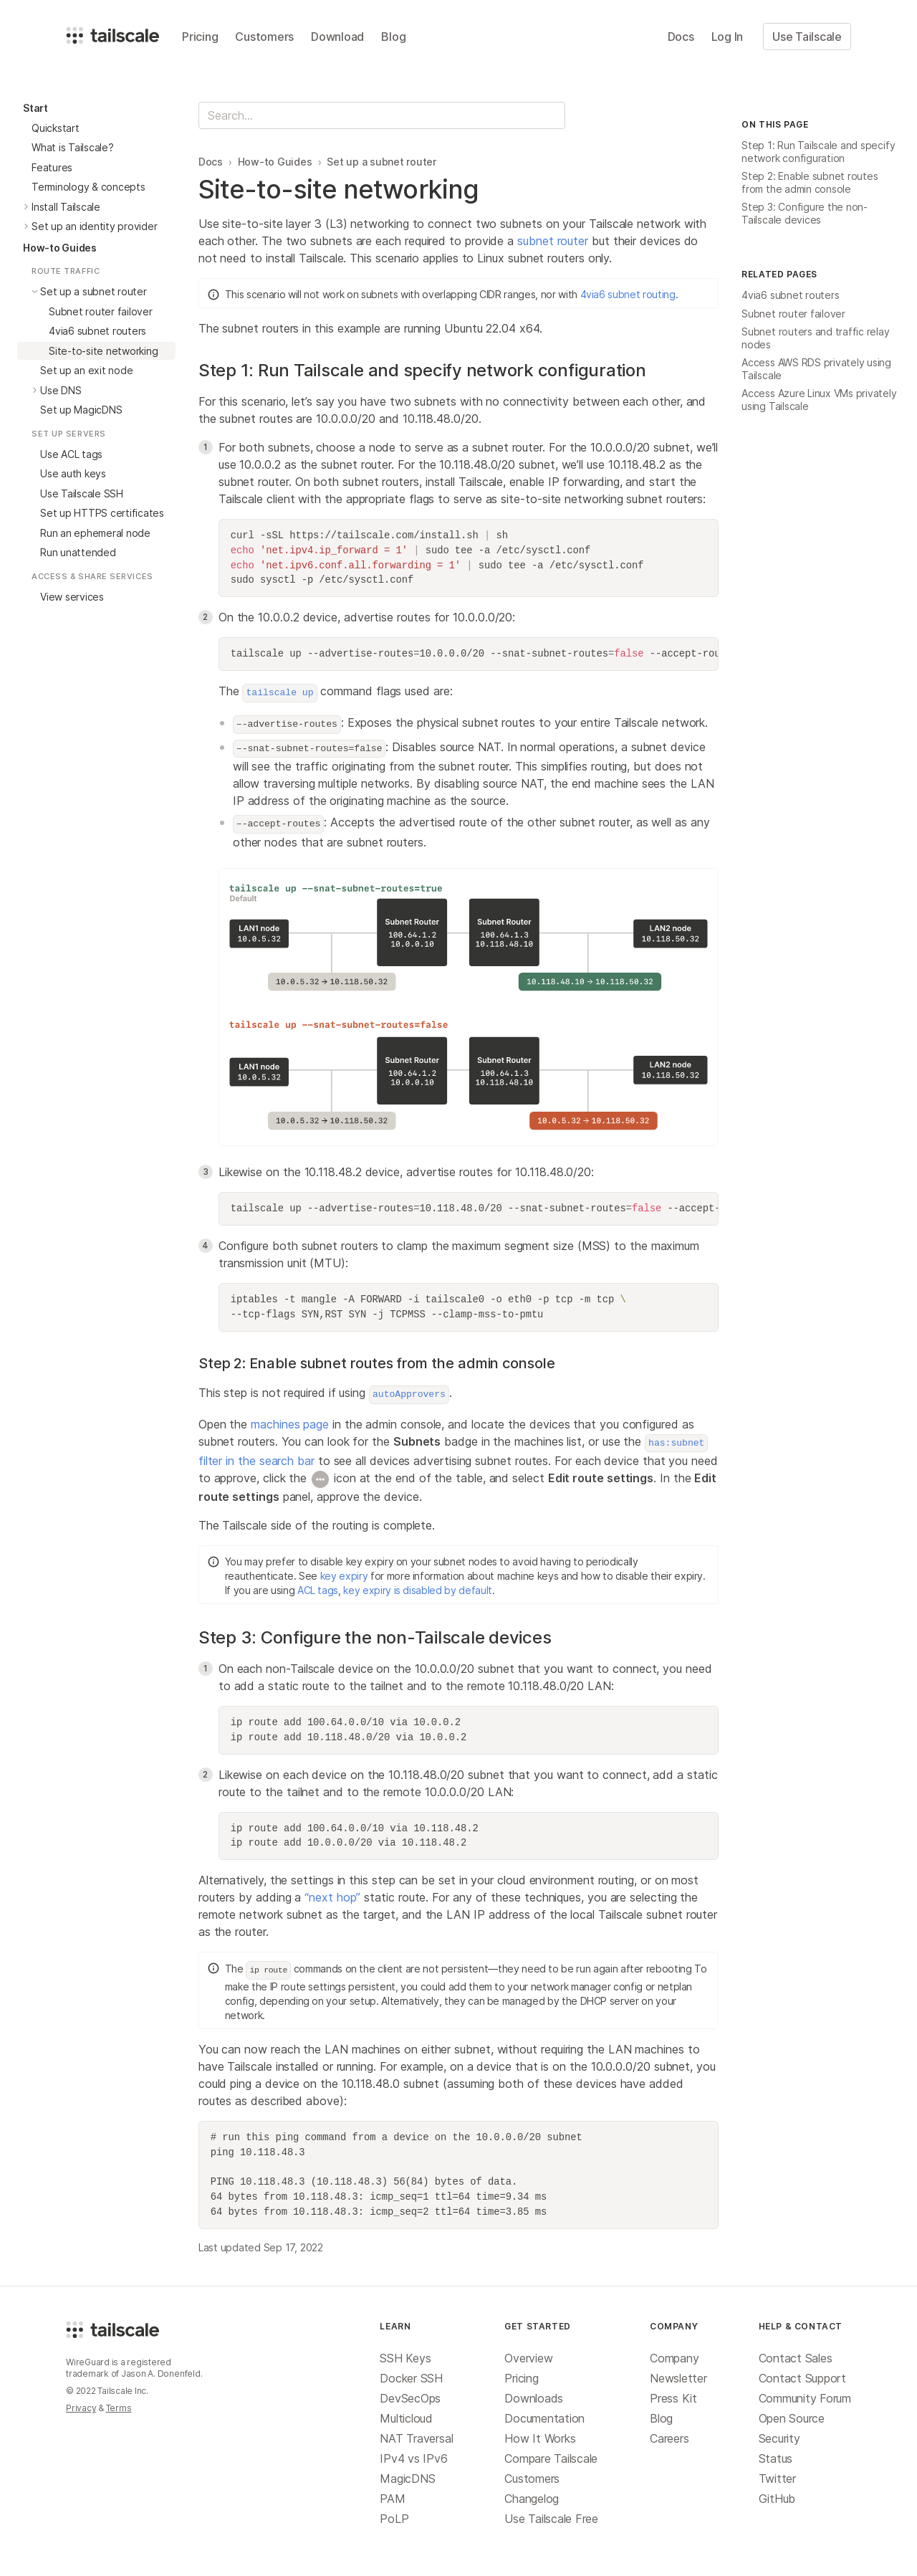 tailscale
Pricing
Customers
Download
Blog
Docs
Log In
Use Tailscale
Start
Quickstart
What is Tailscale?
Features
Terminology & concepts
Install Tailscale
Set up an identity provider
How-to Guides
ROUTE TRAFFIC
Set up a subnet router
Subnet router failover
4via6 subnet routers
Site-to-site networking
Set up an exit node
Use DNS
Set up MagicDNS
SET UP SERVERS
Use ACL tags
Use auth keys
Use Tailscale SSH
Set up HTTPS certificates
Run an ephemeral node
Run unattended
ACCESS & SHARE SERVICES
View services
Search...
Docs › How-to Guides › Set up a subnet router
Site-to-site networking
Use site-to-site layer 3 (L3) networking to connect two subnets on your Tailscale network with
each other. The two subnets are each required to provide a subnet router but their devices do
not need to install Tailscale. This scenario applies to Linux subnet routers only.
This scenario will not work on subnets with overlapping CIDR ranges, nor with 4via6 subnet routing.
The subnet routers in this example are running Ubuntu 22.04 x64.
Step 1: Run Tailscale and specify network configuration
For this scenario, let’s say you have two subnets with no connectivity between each other, and
the subnet routes are 10.0.0.0/20 and 10.118.48.0/20.
1 For both subnets, choose a node to serve as a subnet router. For the 10.0.0.0/20 subnet, we’ll
use 10.0.0.2 as the subnet router. For the 10.118.48.0/20 subnet, we’ll use 10.118.48.2 as the
subnet router. On both subnet routers, install Tailscale, enable IP forwarding, and start the
Tailscale client with the appropriate flags to serve as site-to-site networking subnet routers:
curl -sSL https://tailscale.com/install.sh | sh
echo 'net.ipv4.ip_forward = 1' | sudo tee -a /etc/sysctl.conf
echo 'net.ipv6.conf.all.forwarding = 1' | sudo tee -a /etc/sysctl.conf
sudo sysctl -p /etc/sysctl.conf
2 On the 10.0.0.2 device, advertise routes for 10.0.0.0/20:
tailscale up --advertise-routes=10.0.0.0/20 --snat-subnet-routes=false --accept-rou
The tailscale up command flags used are:
--advertise-routes: Exposes the physical subnet routes to your entire Tailscale network.
--snat-subnet-routes=false: Disables source NAT. In normal operations, a subnet device
will see the traffic originating from the subnet router. This simplifies routing, but does not
allow traversing multiple networks. By disabling source NAT, the end machine sees the LAN
IP address of the originating machine as the source.
--accept-routes: Accepts the advertised route of the other subnet router, as well as any
other nodes that are subnet routers.
tailscale up --snat-subnet-routes=true
Default
LAN1 node
10.0.5.32
Subnet Router
100.64.1.2
10.0.0.10
Subnet Router
100.64.1.3
10.118.48.10
LAN2 node
10.118.50.32
10.0.5.32 → 10.118.50.32
10.118.48.10 → 10.118.50.32
tailscale up --snat-subnet-routes=false
LAN1 node
10.0.5.32
Subnet Router
100.64.1.2
10.0.0.10
Subnet Router
100.64.1.3
10.118.48.10
LAN2 node
10.118.50.32
10.0.5.32 → 10.118.50.32
10.0.5.32 → 10.118.50.32
3 Likewise on the 10.118.48.2 device, advertise routes for 10.118.48.0/20:
tailscale up --advertise-routes=10.118.48.0/20 --snat-subnet-routes=false --accept-
4 Configure both subnet routers to clamp the maximum segment size (MSS) to the maximum
transmission unit (MTU):
iptables -t mangle -A FORWARD -i tailscale0 -o eth0 -p tcp -m tcp \
--tcp-flags SYN,RST SYN -j TCPMSS --clamp-mss-to-pmtu
Step 2: Enable subnet routes from the admin console
This step is not required if using autoApprovers.
Open the machines page in the admin console, and locate the devices that you configured as
subnet routers. You can look for the Subnets badge in the machines list, or use the has:subnet
filter in the search bar to see all devices advertising subnet routes. For each device that you need
to approve, click the ••• icon at the end of the table, and select Edit route settings. In the Edit
route settings panel, approve the device.
The Tailscale side of the routing is complete.
You may prefer to disable key expiry on your subnet nodes to avoid having to periodically
reauthenticate. See key expiry for more information about machine keys and how to disable their expiry.
If you are using ACL tags, key expiry is disabled by default.
Step 3: Configure the non-Tailscale devices
1 On each non-Tailscale device on the 10.0.0.0/20 subnet that you want to connect, you need
to add a static route to the tailnet and to the remote 10.118.48.0/20 LAN:
ip route add 100.64.0.0/10 via 10.0.0.2
ip route add 10.118.48.0/20 via 10.0.0.2
2 Likewise on each device on the 10.118.48.0/20 subnet that you want to connect, add a static
route to the tailnet and to the remote 10.0.0.0/20 LAN:
ip route add 100.64.0.0/10 via 10.118.48.2
ip route add 10.0.0.0/20 via 10.118.48.2
Alternatively, the settings in this step can be set in your cloud environment routing, or on most
routers by adding a “next hop” static route. For any of these techniques, you are selecting the
remote network subnet as the target, and the LAN IP address of the local Tailscale subnet router
as the router.
The ip route commands on the client are not persistent—they need to be run again after rebooting To
make the IP route settings persistent, you could add them to your network manager config or netplan
config, depending on your setup. Alternatively, they can be managed by the DHCP server on your
network.
You can now reach the LAN machines on either subnet, without requiring the LAN machines to
have Tailscale installed or running. For example, on a device that is on the 10.0.0.0/20 subnet, you
could ping a device on the 10.118.48.0 subnet (assuming both of these devices have added
routes as described above):
# run this ping command from a device on the 10.0.0.0/20 subnet
ping 10.118.48.3
PING 10.118.48.3 (10.118.48.3) 56(84) bytes of data.
64 bytes from 10.118.48.3: icmp_seq=1 ttl=64 time=9.34 ms
64 bytes from 10.118.48.3: icmp_seq=2 ttl=64 time=3.85 ms
Last updated Sep 17, 2022
ON THIS PAGE
Step 1: Run Tailscale and specify
network configuration
Step 2: Enable subnet routes
from the admin console
Step 3: Configure the non-
Tailscale devices
RELATED PAGES
4via6 subnet routers
Subnet router failover
Subnet routers and traffic relay
nodes
Access AWS RDS privately using
Tailscale
Access Azure Linux VMs privately
using Tailscale
tailscale
WireGuard is a registered
trademark of Jason A. Donenfeld.
© 2022 Tailscale Inc.
Privacy & Terms
LEARN
SSH Keys
Docker SSH
DevSecOps
Multicloud
NAT Traversal
IPv4 vs IPv6
MagicDNS
PAM
PoLP
GET STARTED
Overview
Pricing
Downloads
Documentation
How It Works
Compare Tailscale
Customers
Changelog
Use Tailscale Free
COMPANY
Company
Newsletter
Press Kit
Blog
Careers
HELP & CONTACT
Contact Sales
Contact Support
Community Forum
Open Source
Security
Status
Twitter
GitHub